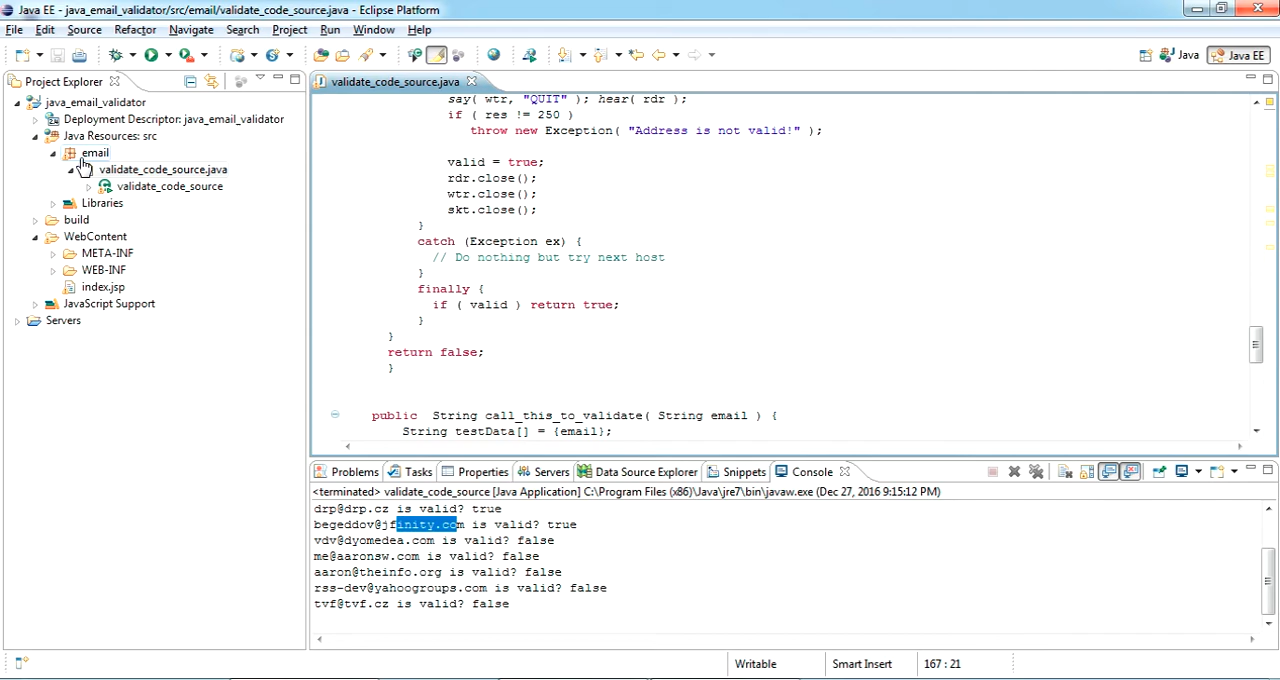 Java EE - java_email_validator/src/email/validate_code_source.java - Eclipse Platform
File Edit Source Refactor Navigate Search Project Run Window Help
Java Java EE
Project Explorer
java_email_validator
Deployment Descriptor: java_email_validator
Java Resources: src
email
validate_code_source.java
validate_code_source
Libraries
build
WebContent
META-INF
WEB-INF
index.jsp
JavaScript Support
Servers
validate_code_source.java
say( wtr, "QUIT" ); hear( rdr );
if ( res != 250 )
throw new Exception( "Address is not valid!" );
valid = true;
rdr.close();
wtr.close();
skt.close();
}
catch (Exception ex) {
// Do nothing but try next host
}
finally {
if ( valid ) return true;
}
}
return false;
}
public String call_this_to_validate( String email ) {
String testData[] = {email};
Problems Tasks Properties Servers Data Source Explorer Snippets Console
<terminated> validate_code_source [Java Application] C:\Program Files (x86)\Java\jre7\bin\javaw.exe (Dec 27, 2016 9:15:12 PM)
drp@drp.cz is valid? true
begeddov@jfinity.com is valid? true
vdv@dyomedea.com is valid? false
me@aaronsw.com is valid? false
aaron@theinfo.org is valid? false
rss-dev@yahoogroups.com is valid? false
tvf@tvf.cz is valid? false
Writable Smart Insert 167 : 21